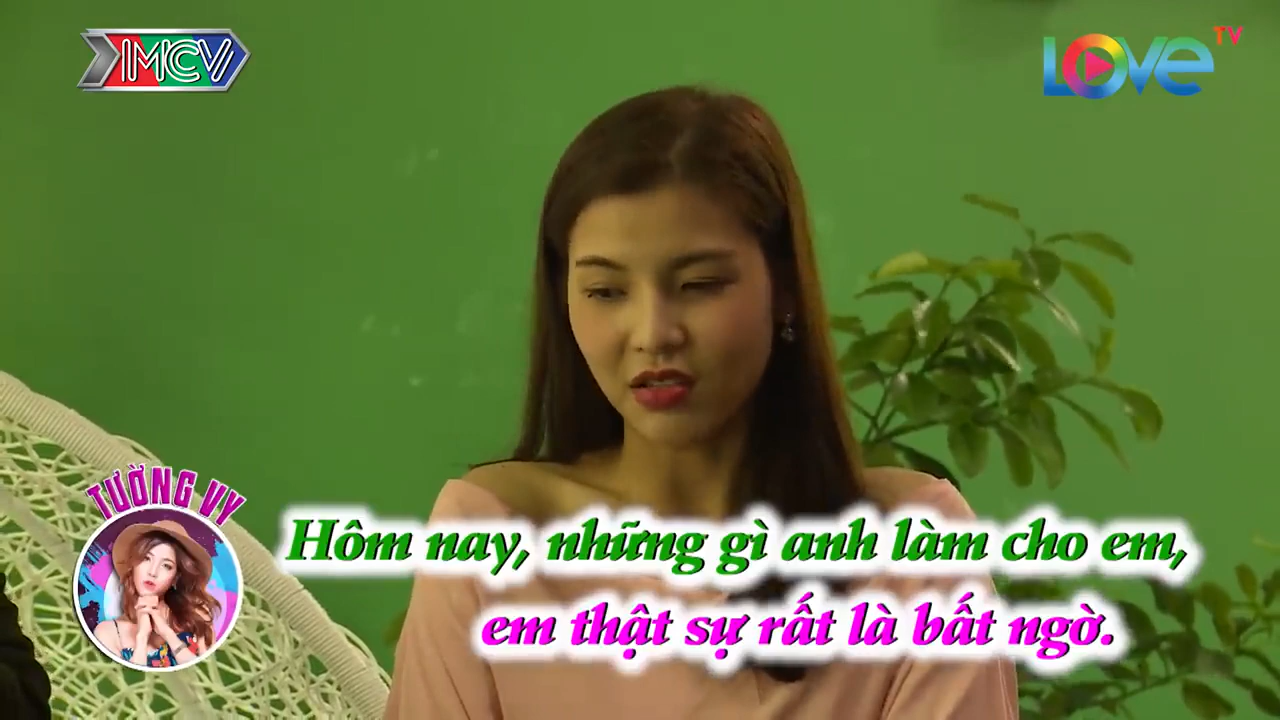 MCV
LOVE TV
TƯỜNG VY
Hôm nay, những gì anh làm cho em,
em thật sự rất là bất ngờ.